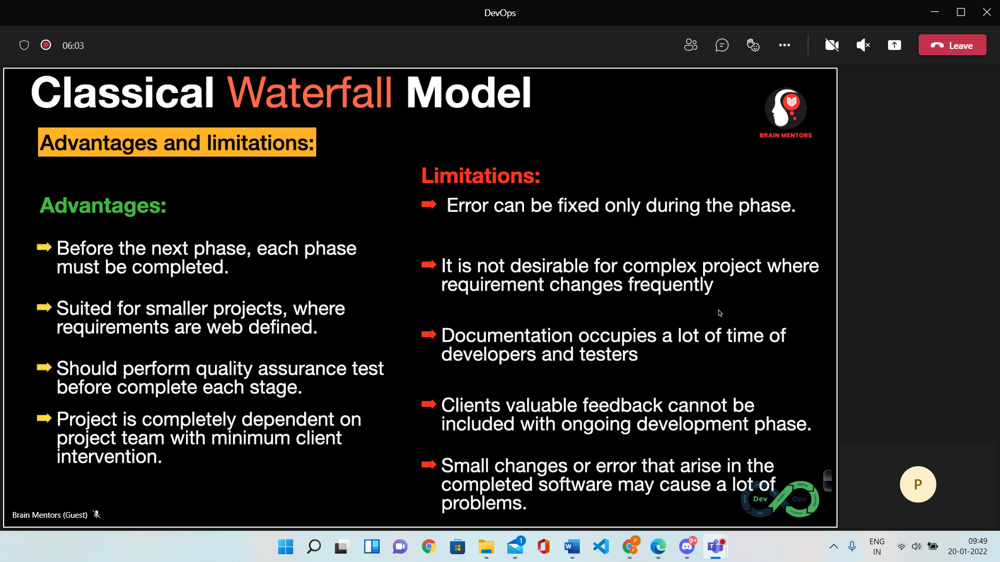 DevOps
06:03
Leave
Classical Waterfall Model
BRAIN MENTORS
Advantages and limitations:
Advantages:
Before the next phase, each phase
must be completed.
Suited for smaller projects, where
requirements are web defined.
Should perform quality assurance test
before complete each stage.
Project is completely dependent on
project team with minimum client
intervention.
Limitations:
Error can be fixed only during the phase.
It is not desirable for complex project where
requirement changes frequently
Documentation occupies a lot of time of
developers and testers
Clients valuable feedback cannot be
included with ongoing development phase.
Small changes or error that arise in the
completed software may cause a lot of
problems.
Dev
Ops
deploy
monitor
test
Brain Mentors (Guest)
P
1
W
P
P
9+
T
ENG
IN
09:49
20-01-2022